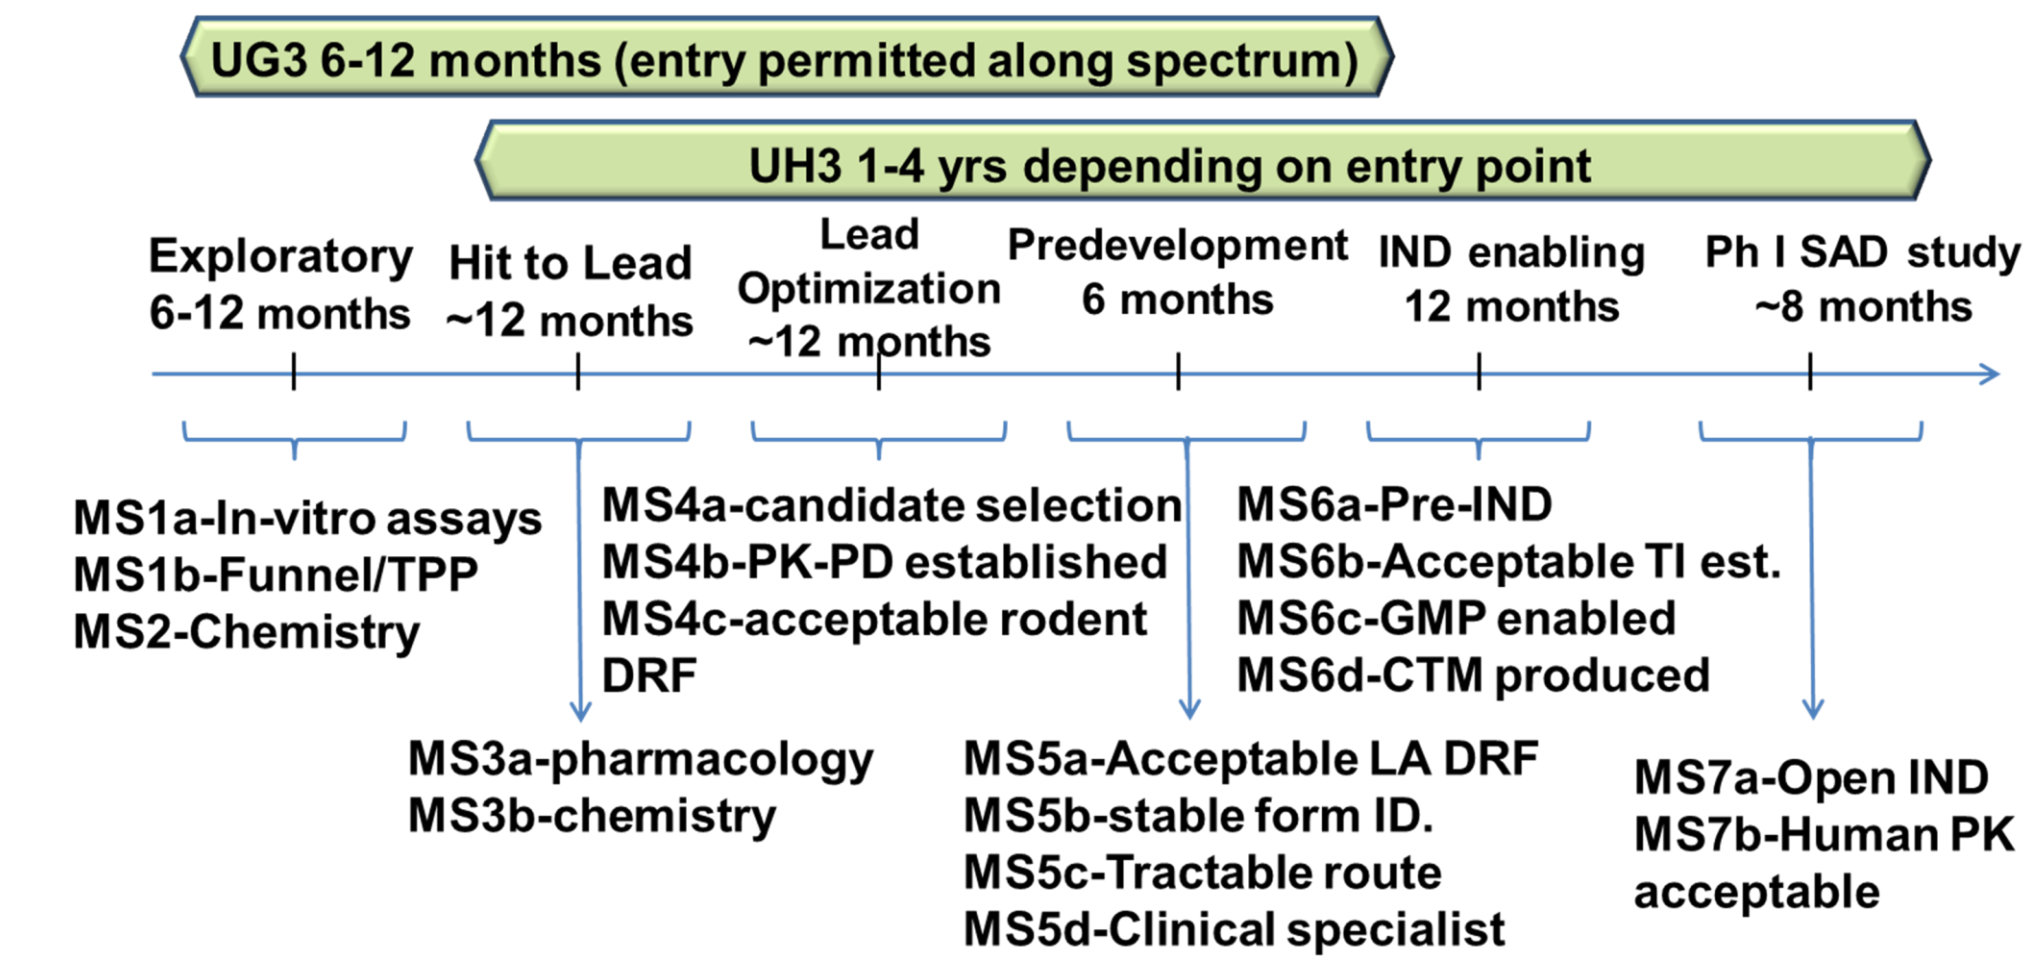 UG3 6-12 months (entry permitted along spectrum)
UH3 1-4 yrs depending on entry point
Exploratory
6-12 months
Hit to Lead
~12 months
Lead
Optimization
~12 months
Predevelopment
6 months
IND enabling
12 months
Ph I SAD study
~8 months
MS1a-In-vitro assays
MS1b-Funnel/TPP
MS2-Chemistry
MS3a-pharmacology
MS3b-chemistry
MS4a-candidate selection
MS4b-PK-PD established
MS4c-acceptable rodent
DRF
MS5a-Acceptable LA DRF
MS5b-stable form ID.
MS5c-Tractable route
MS5d-Clinical specialist
MS6a-Pre-IND
MS6b-Acceptable TI est.
MS6c-GMP enabled
MS6d-CTM produced
MS7a-Open IND
MS7b-Human PK
acceptable